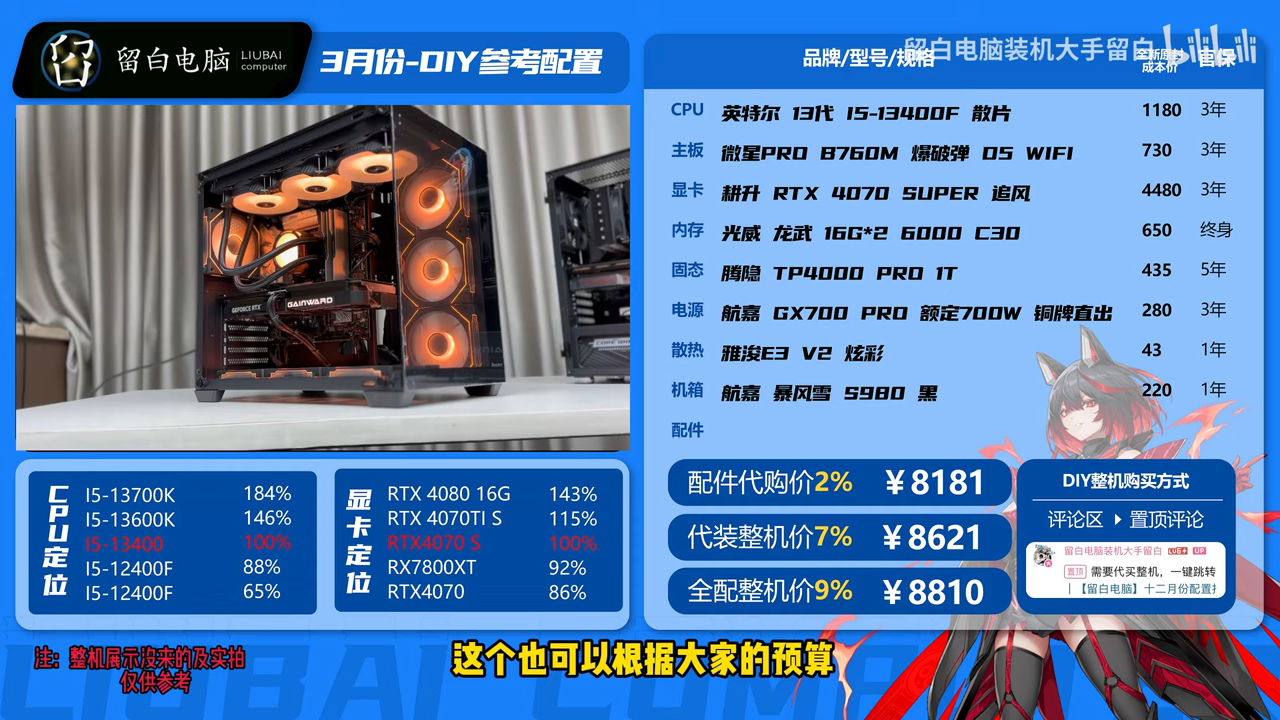 留白电脑 LIUBAI computer
3月份-DIY参考配置
品牌/型号/规格
全新原封
成本价
官保
留白电脑装机大手留白
bilibili
CPU 英特尔 13代 I5-13400F 散片 1180 3年
主板 微星PRO B760M 爆破弹 D5 WIFI 730 3年
显卡 耕升 RTX 4070 SUPER 追风 4480 3年
内存 光威 龙武 16G*2 6000 C30 650 终身
固态 腾隐 TP4000 PRO 1T 435 5年
电源 航嘉 GX700 PRO 额定700W 铜牌直出 280 3年
散热 雅浚E3 V2 炫彩 43 1年
机箱 航嘉 暴风雪 S980 黑 220 1年
配件
GEFORCE RTX
GAINWARD
CPU定位
I5-13700K 184%
I5-13600K 146%
I5-13400 100%
I5-12400F 88%
I5-12400F 65%
显卡定位
RTX 4080 16G 143%
RTX 4070TI S 115%
RTX4070 S 100%
RX7800XT 92%
RTX4070 86%
配件代购价2% ¥8181
代装整机价7% ¥8621
全配整机价9% ¥8810
DIY整机购买方式
评论区 ▶ 置顶评论
留白电脑装机大手留白 LV6 UP
置顶 需要代买整机，一键跳转
|【留白电脑】十二月份配置
注：整机展示没来的及实拍
仅供参考
这个也可以根据大家的预算